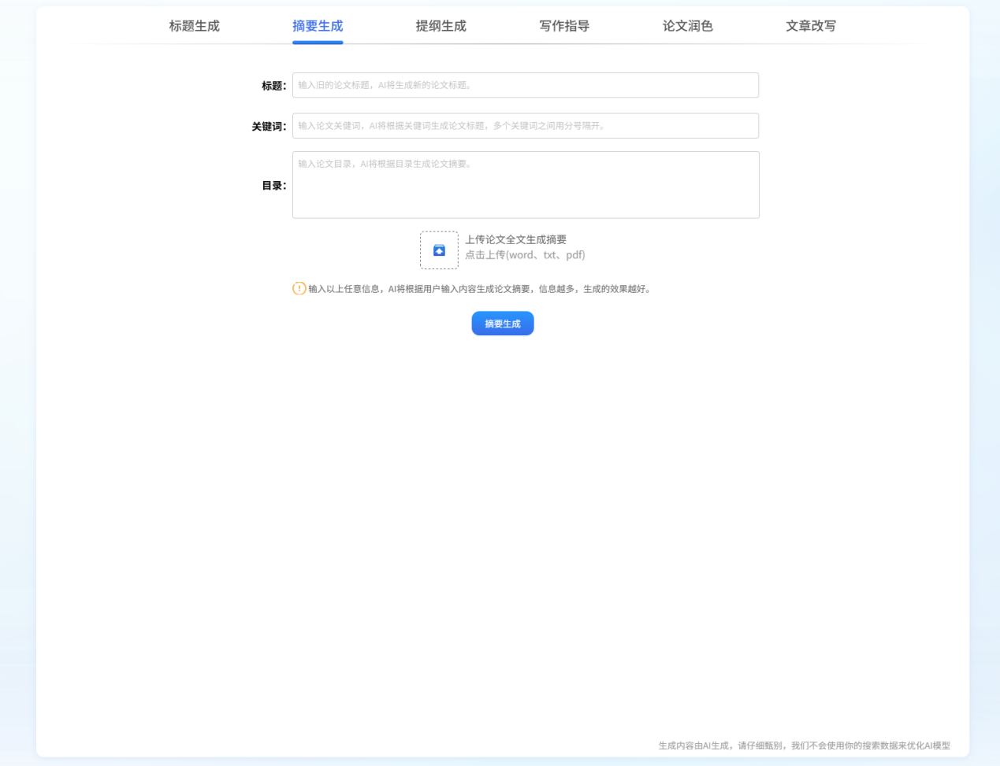 标题生成 摘要生成 提纲生成 写作指导 论文润色 文章改写
标题： 输入旧的论文标题，AI将生成新的论文标题。
关键词： 输入论文关健词，AI将根据关健词生成论文标题，多个关健词之间用分号隔开。
目录： 输入论文目录，AI将根据目录生成论文摘要。
上传论文全文生成摘要
点击上传(word、txt、pdf)
输入以上任意信息，AI将根据用户输入内容生成论文摘要，信息越多，生成的效果越好。
摘要生成
生成内容由AI生成，请仔细甄别，我们不会使用你的搜索数据来优化AI模型